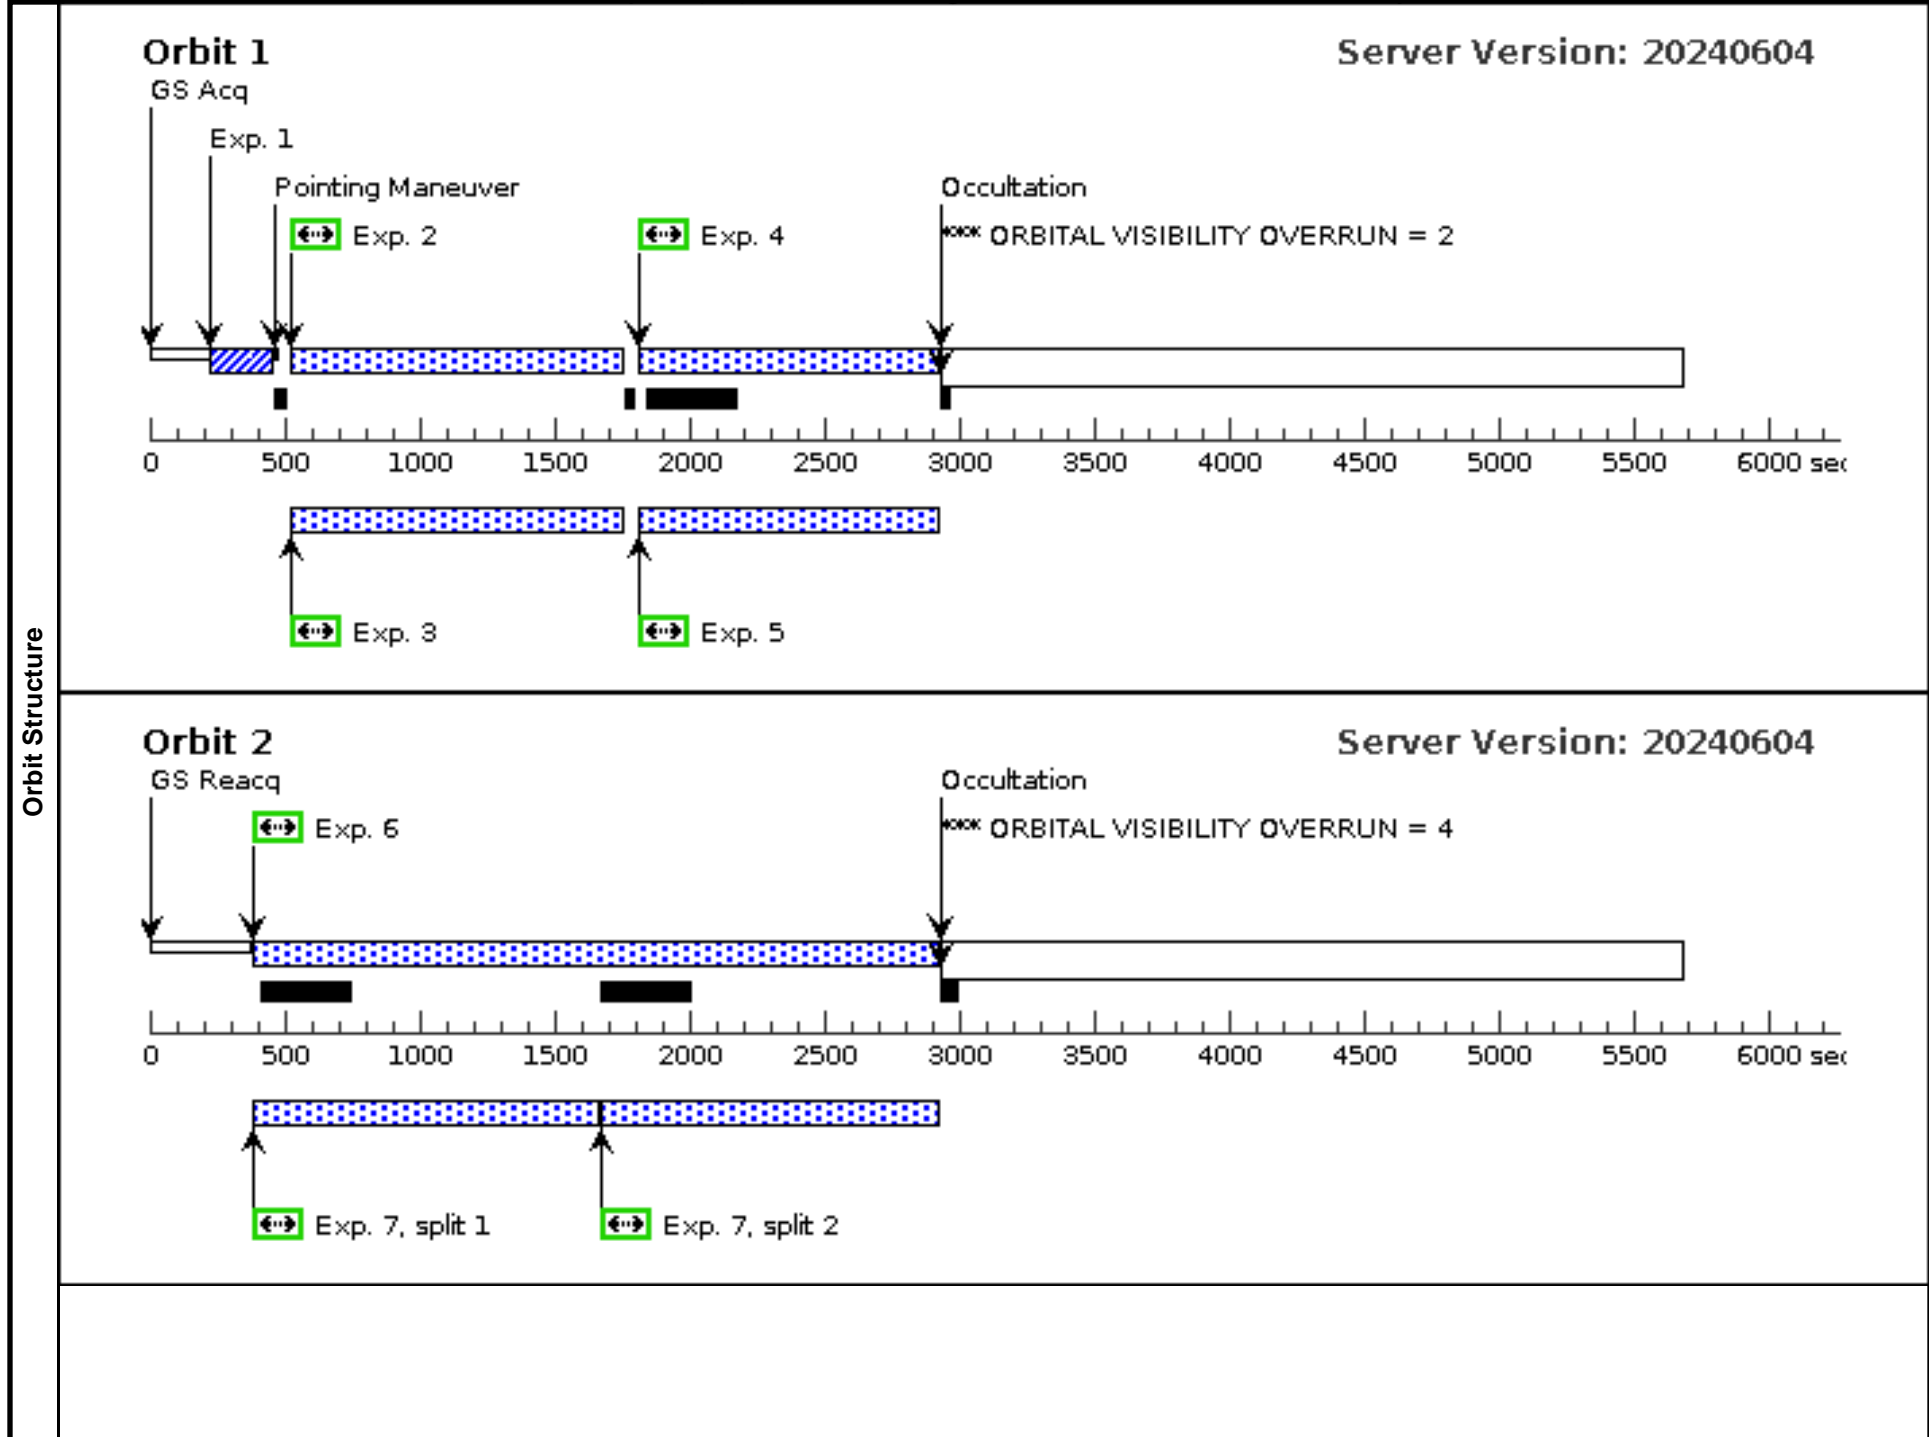 Orbit Structure
Orbit 1
Server Version: 20240604
GS Acq
Exp. 1
Pointing Maneuver
Occultation
Exp. 2
Exp. 4
**** ORBITAL VISIBILITY OVERRUN = 2
0 500 1000 1500 2000 2500 3000 3500 4000 4500 5000 5500 6000 sec
Exp. 3
Exp. 5
Orbit 2
Server Version: 20240604
GS Reacq
Occultation
Exp. 6
**** ORBITAL VISIBILITY OVERRUN = 4
0 500 1000 1500 2000 2500 3000 3500 4000 4500 5000 5500 6000 sec
Exp. 7, split 1
Exp. 7, split 2